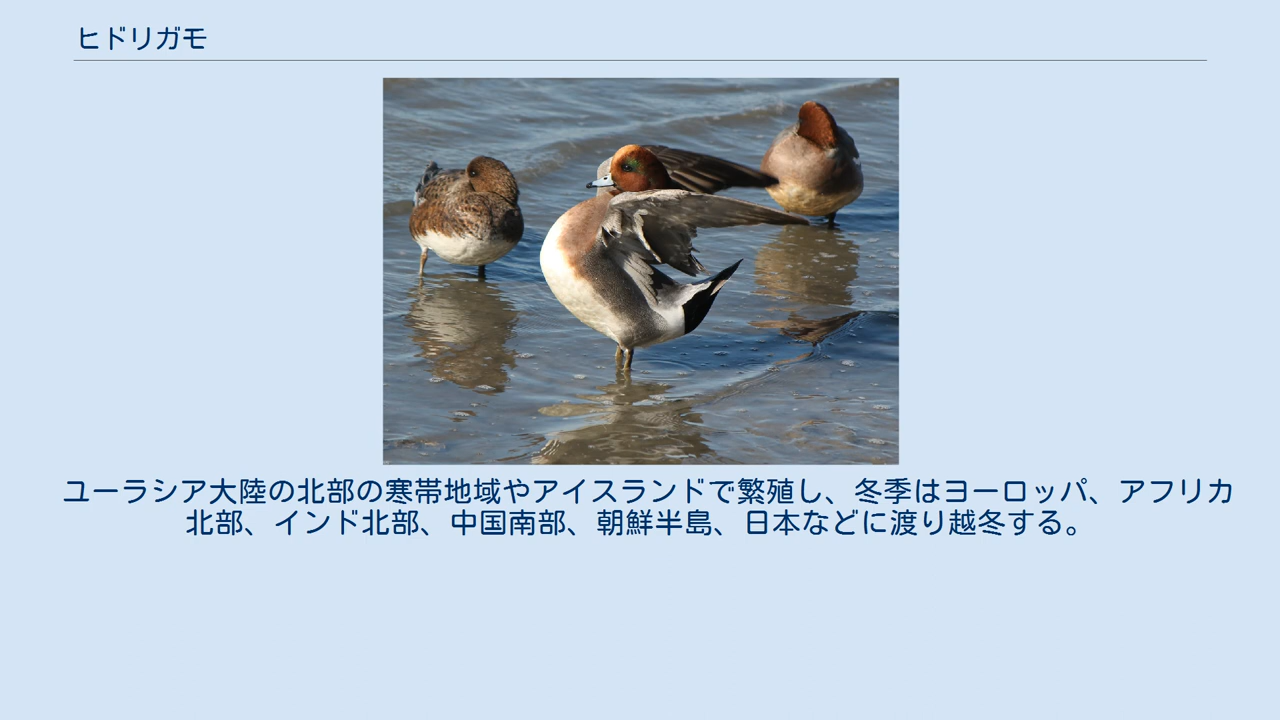 ヒドリガモ
ユーラシア大陸の北部の寒帯地域やアイスランドで繁殖し、冬季はヨーロッパ、アフリカ
北部、インド北部、中国南部、朝鮮半島、日本などに渡り越冬する。